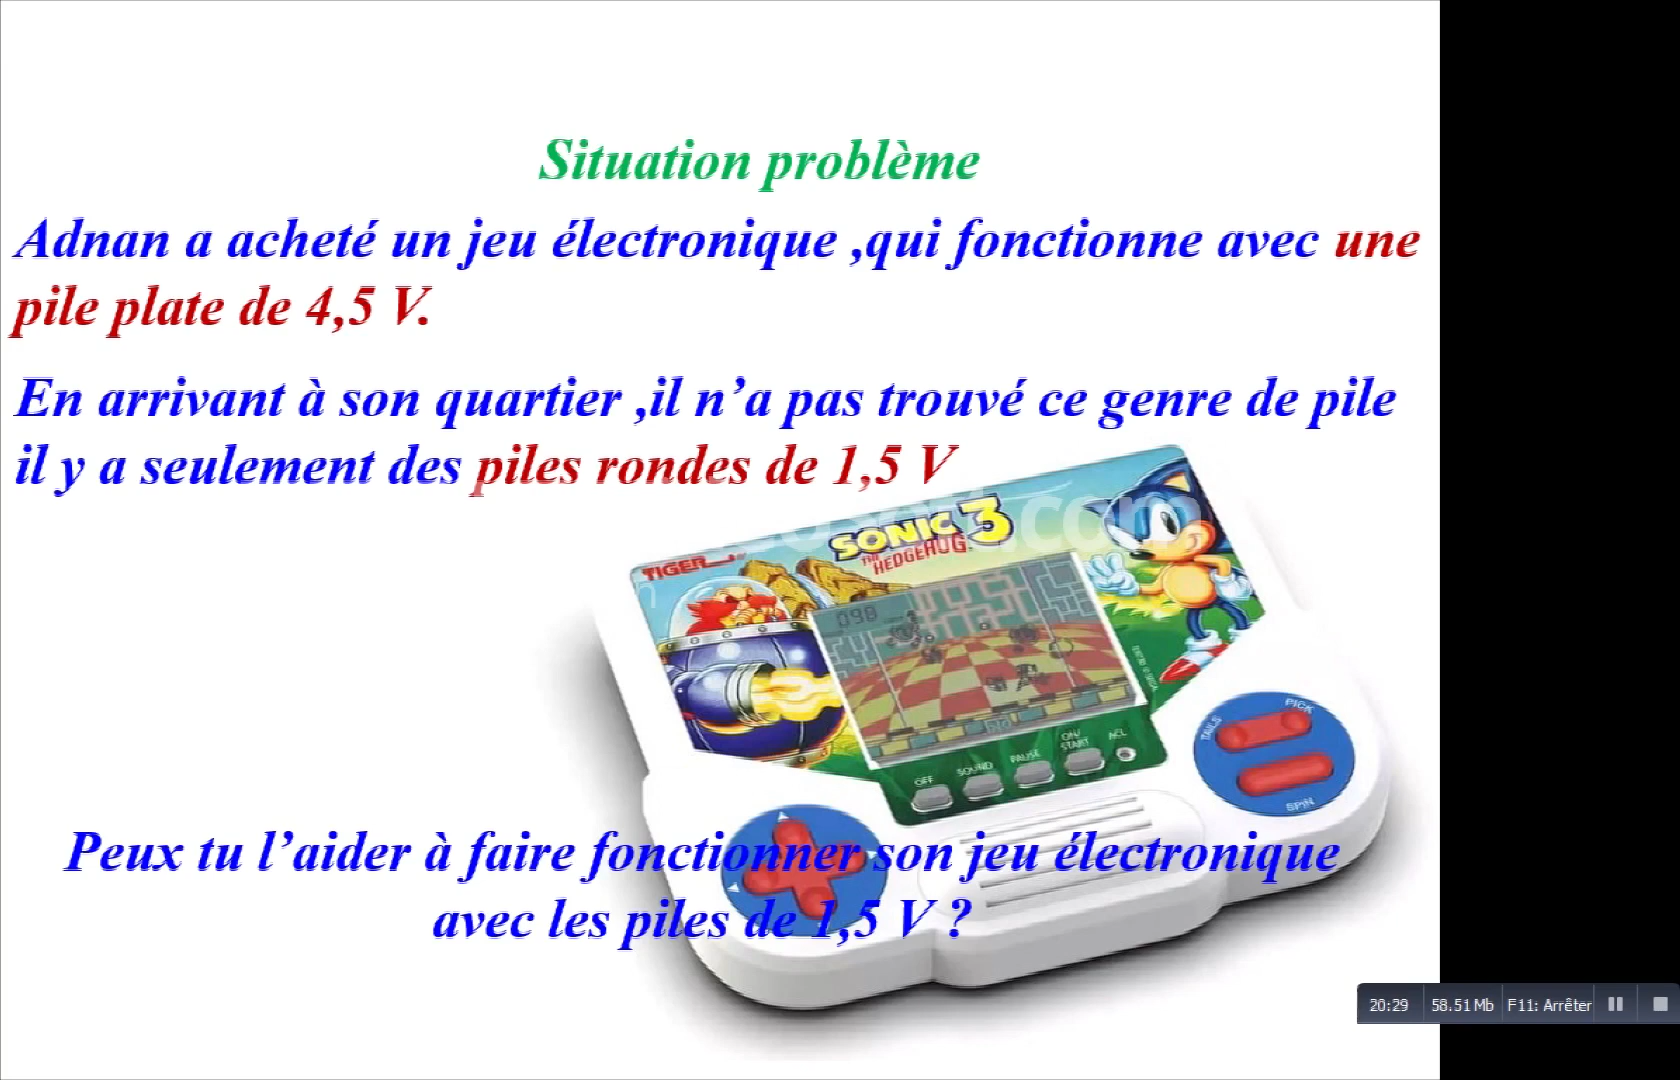 Situation problème
Adnan a acheté un jeu électronique ,qui fonctionne avec une
pile plate de 4,5 V.
En arrivant à son quartier ,il n’a pas trouvé ce genre de pile
il y a seulement des piles rondes de 1,5 V
SONIC 3
THE HEDGEHOG
TIGER
098
PICK
TAILS
ON/
START
ACL
PAUSE
SOUND
OFF
SPIN
Peux tu l’aider à faire fonctionner son jeu électronique
avec les piles de 1,5 V ?
20:29 58.51 Mb F11: Arrêter